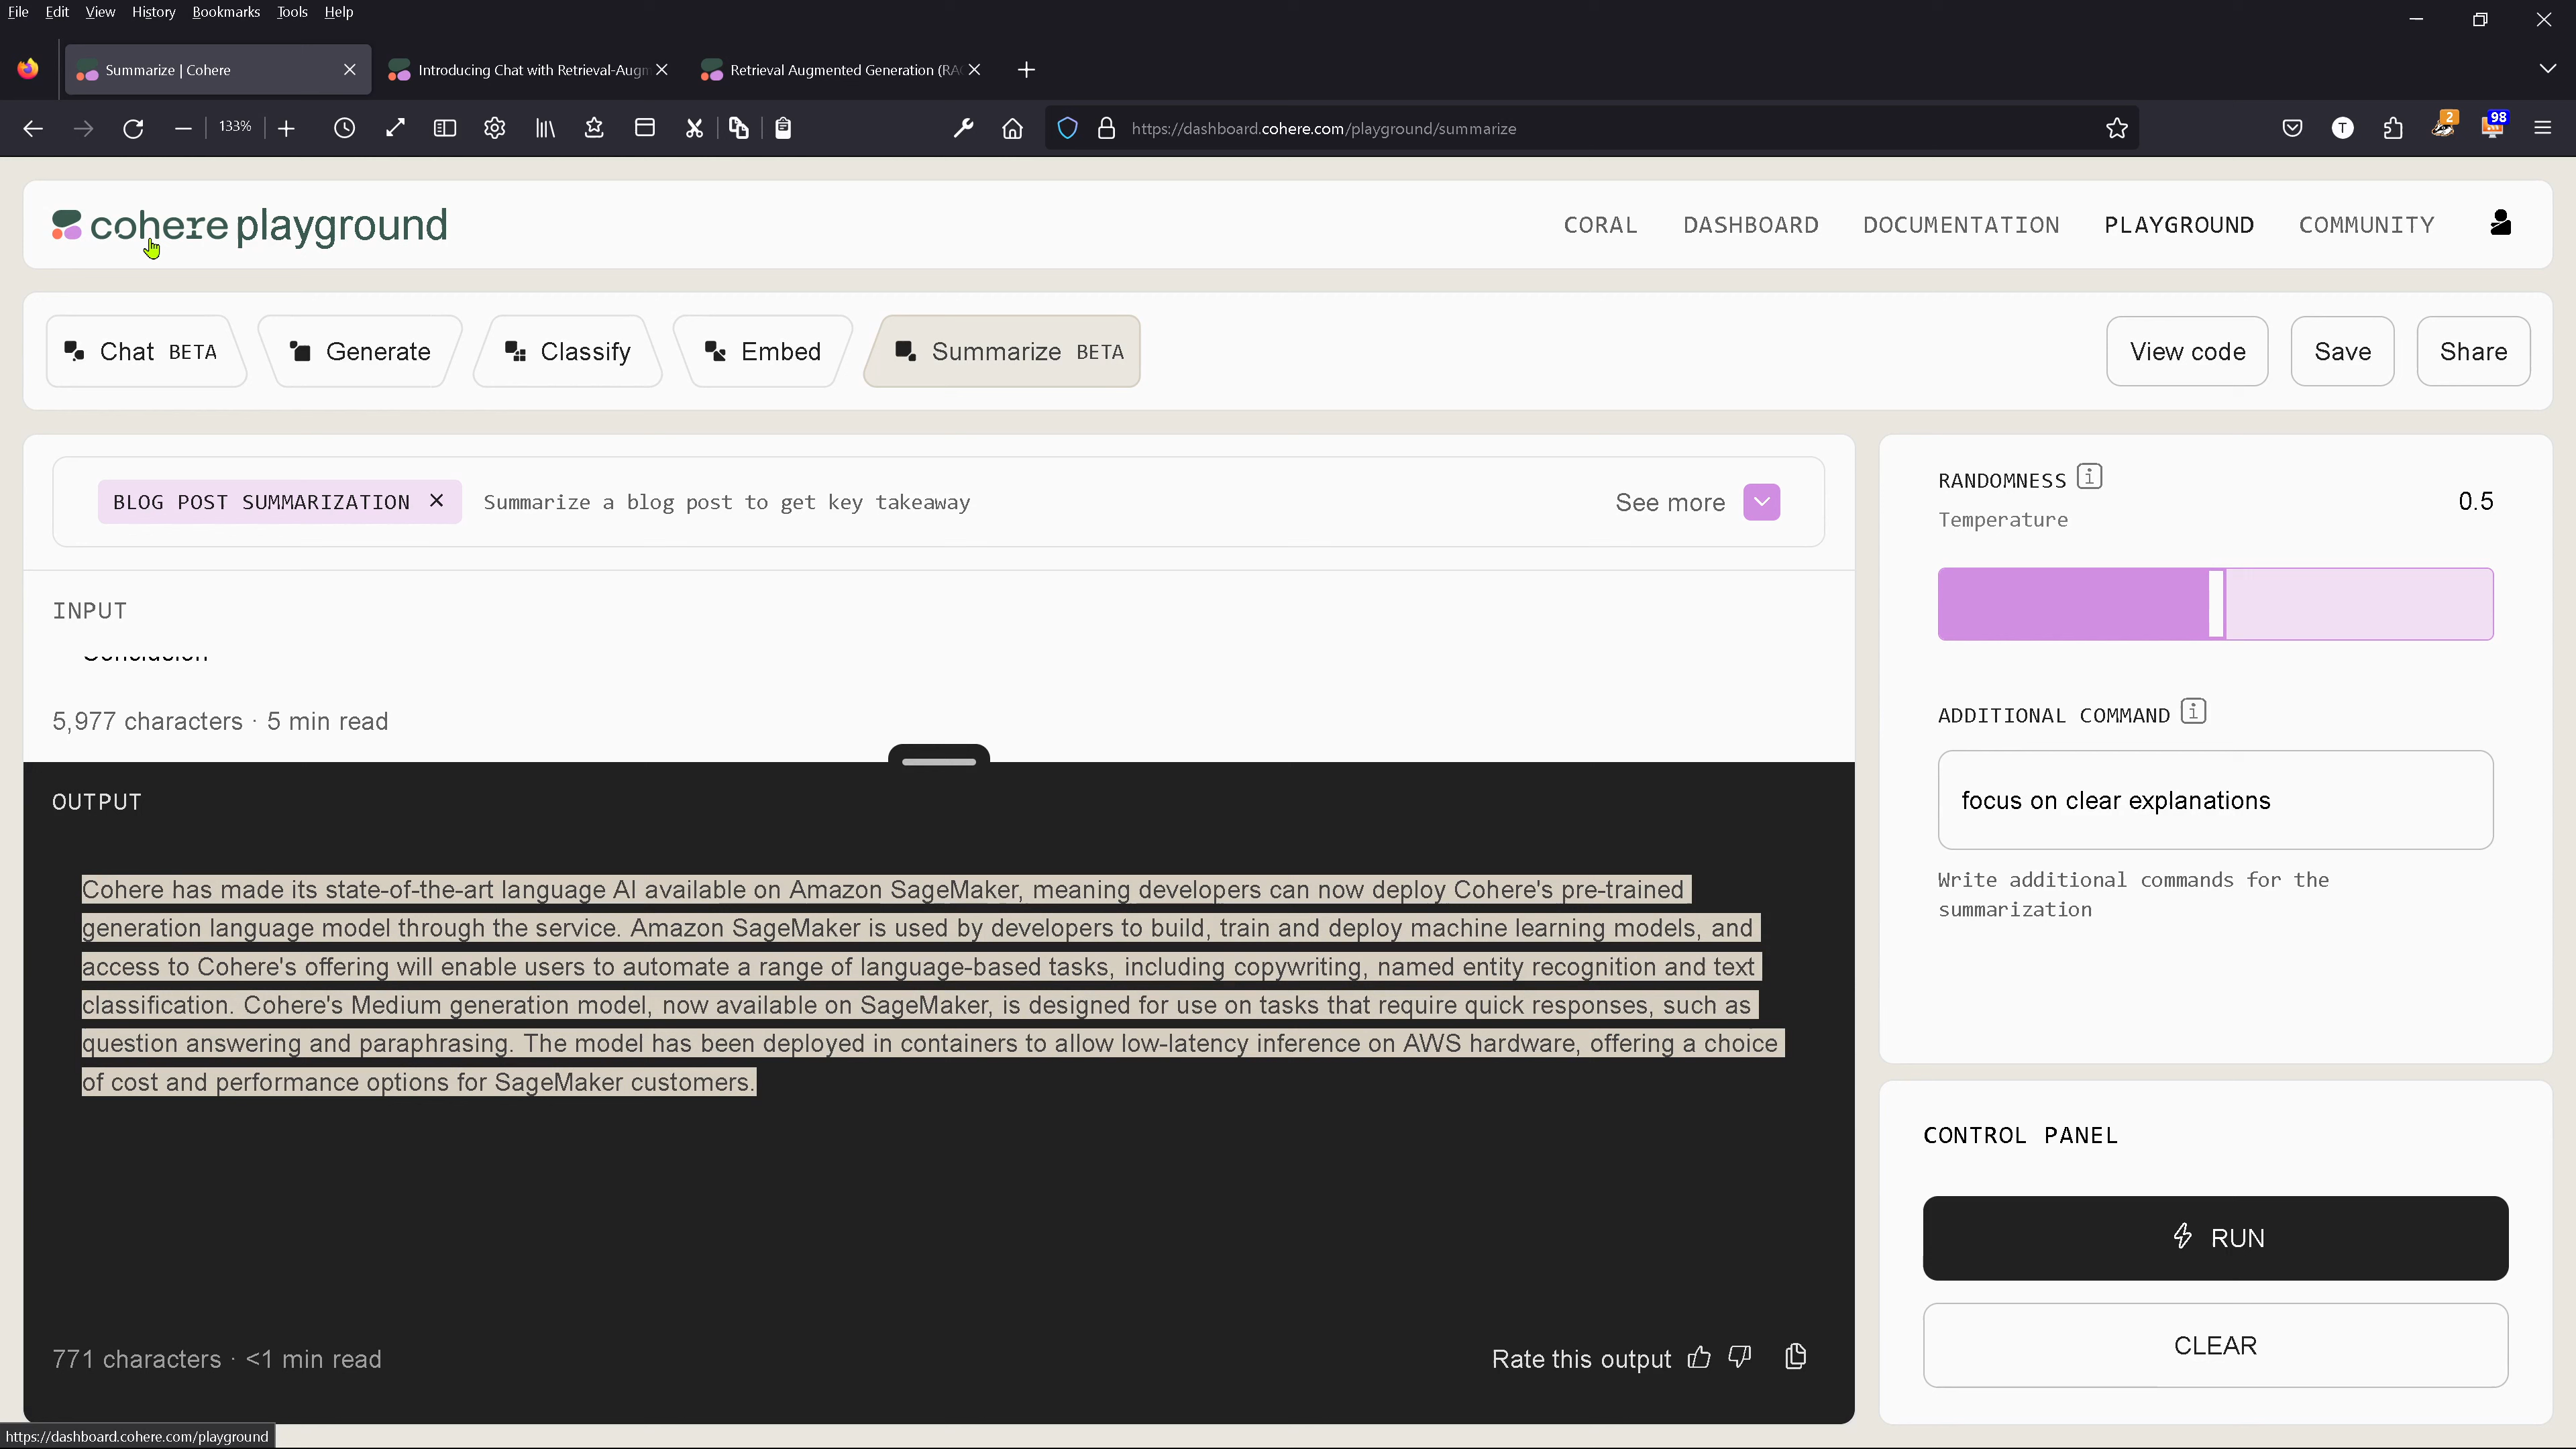 File Edit View History Bookmarks Tools Help
Summarize | Cohere
Introducing Chat with Retrieval-Augm
Retrieval Augmented Generation (RA
133%
https://dashboard.cohere.com/playground/summarize
T
2
98
cohere playground
CORAL DASHBOARD DOCUMENTATION PLAYGROUND COMMUNITY
Chat BETA
Generate
Classify
Embed
Summarize BETA
View code
Save
Share
BLOG POST SUMMARIZATION
Summarize a blog post to get key takeaway
See more
INPUT
Conclusion
5,977 characters · 5 min read
OUTPUT
Cohere has made its state-of-the-art language AI available on Amazon SageMaker, meaning developers can now deploy Cohere's pre-trained
generation language model through the service. Amazon SageMaker is used by developers to build, train and deploy machine learning models, and
access to Cohere's offering will enable users to automate a range of language-based tasks, including copywriting, named entity recognition and text
classification. Cohere's Medium generation model, now available on SageMaker, is designed for use on tasks that require quick responses, such as
question answering and paraphrasing. The model has been deployed in containers to allow low-latency inference on AWS hardware, offering a choice
of cost and performance options for SageMaker customers.
771 characters · <1 min read
Rate this output
RANDOMNESS
Temperature
0.5
ADDITIONAL COMMAND
focus on clear explanations
Write additional commands for the
summarization
CONTROL PANEL
RUN
CLEAR
https://dashboard.cohere.com/playground